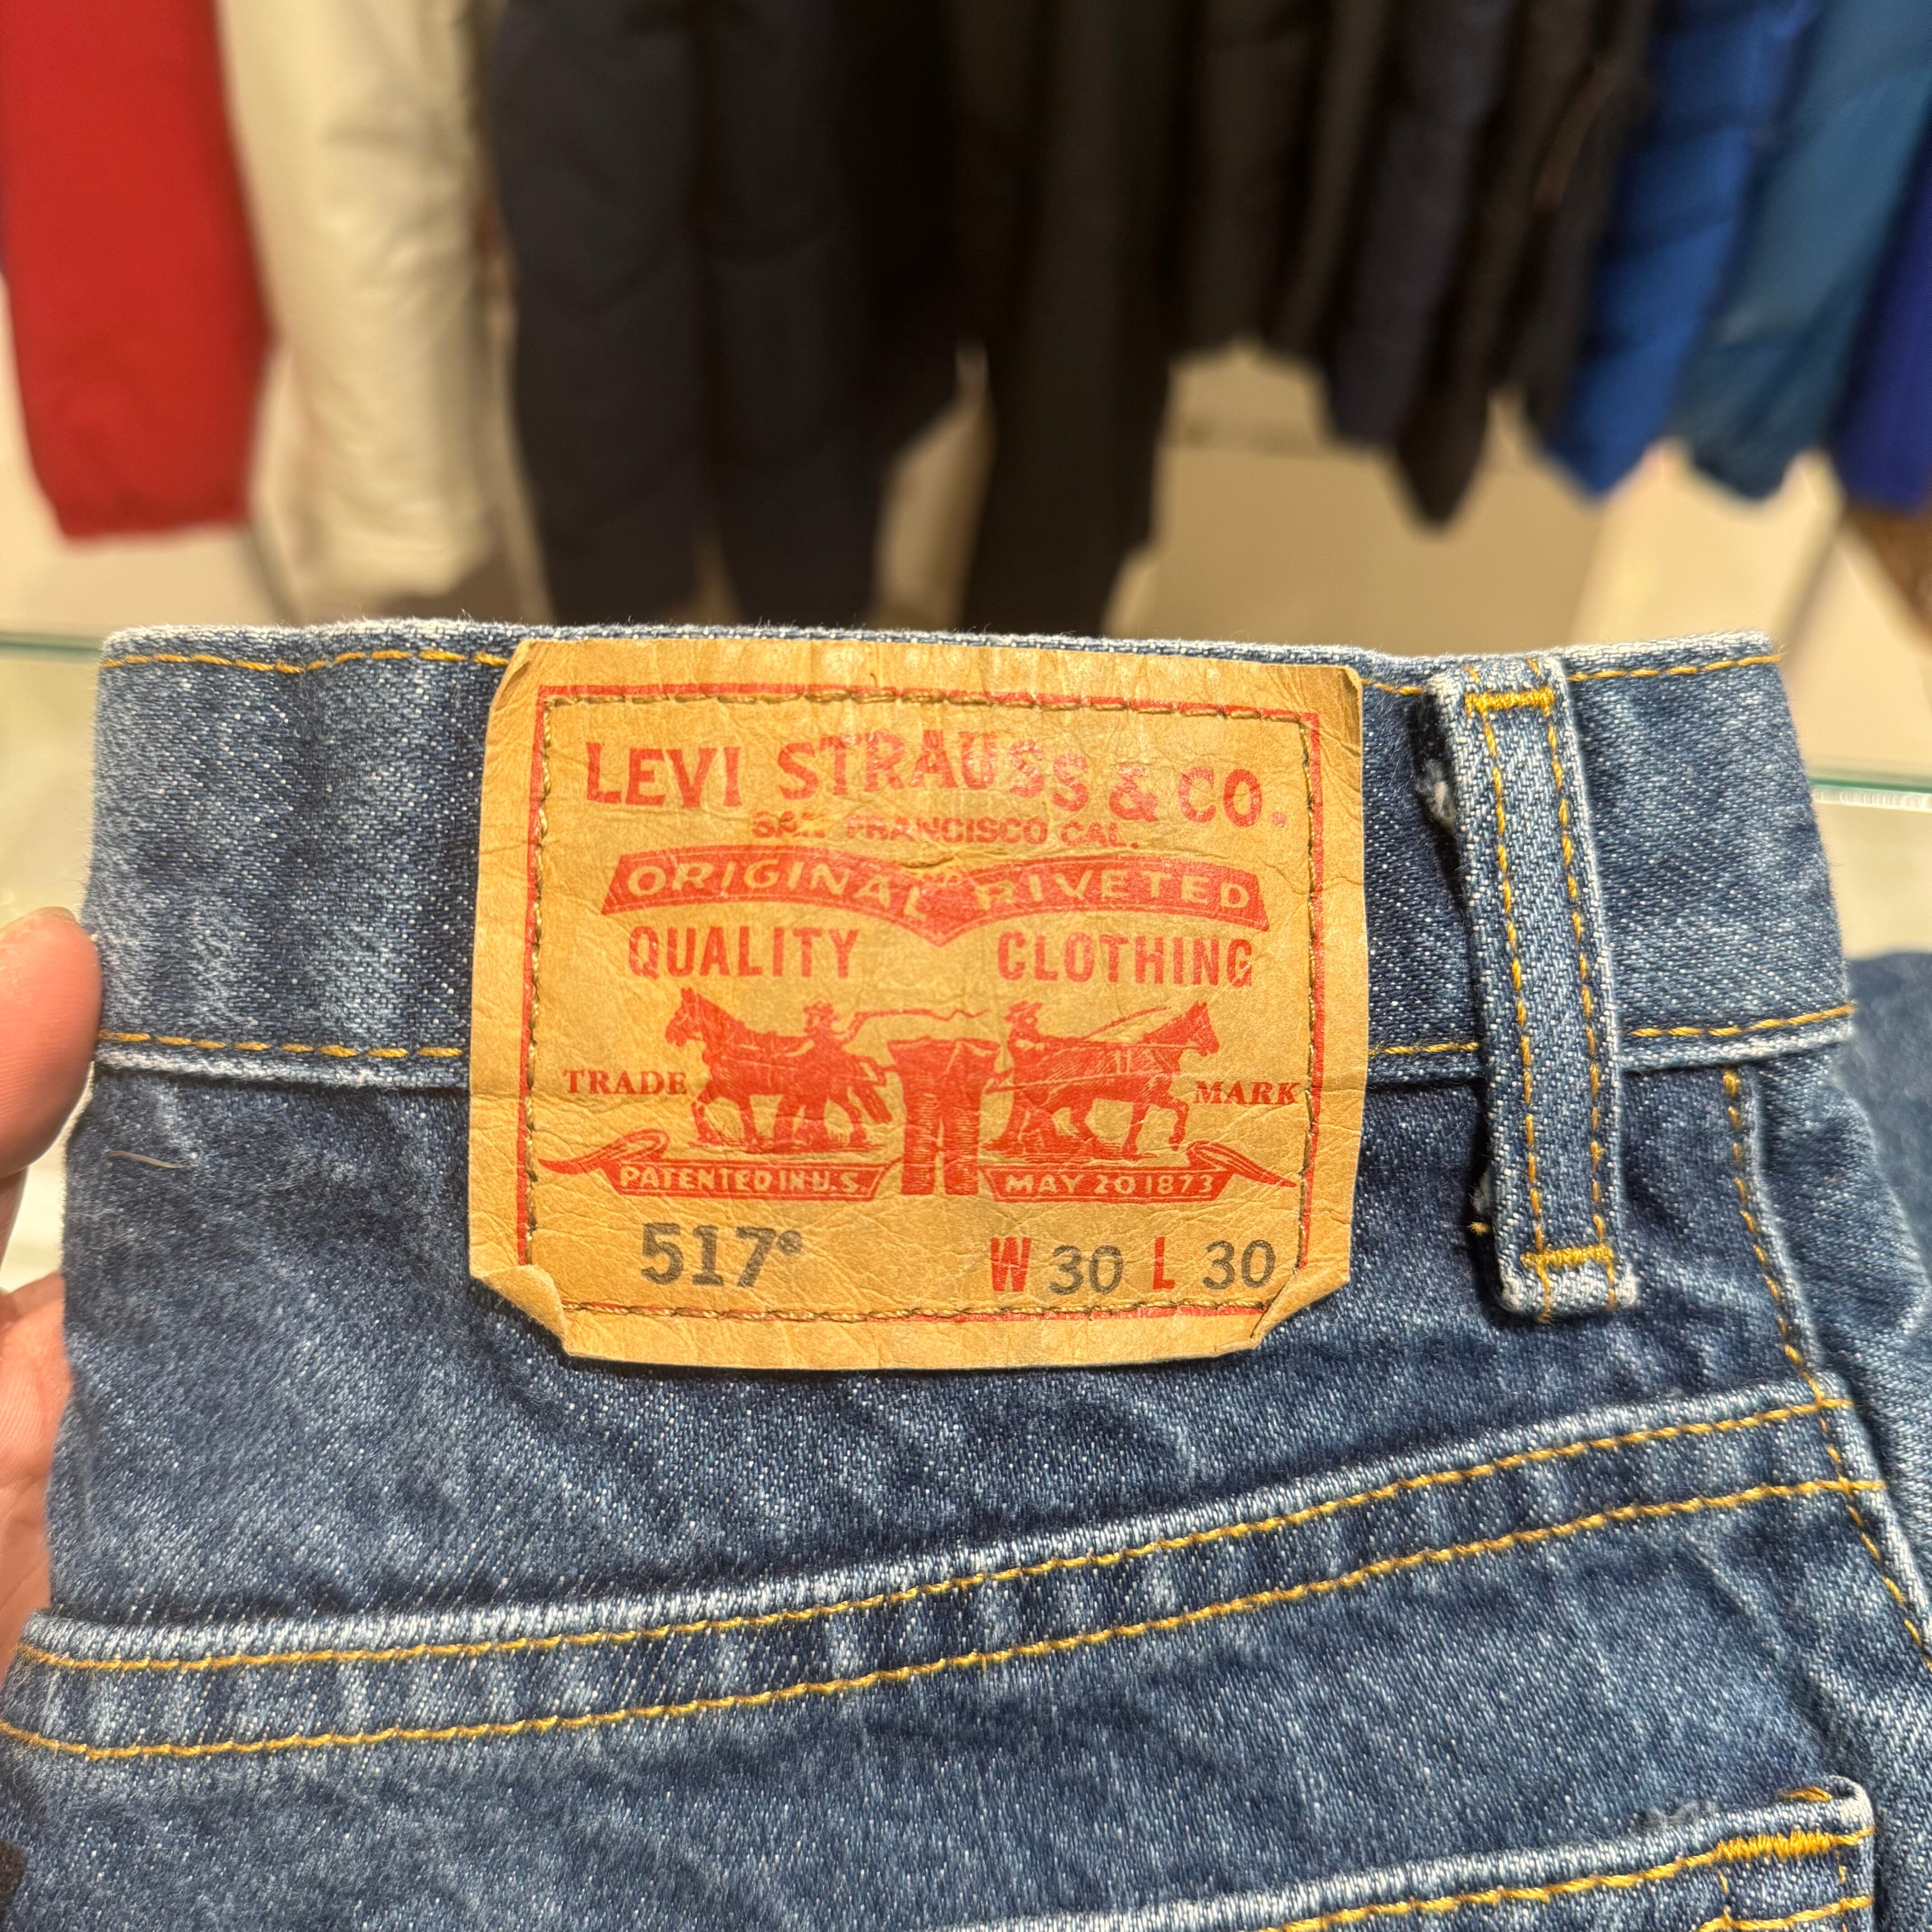 LEVI STRAUSS & CO.
SAN FRANCISCO CAL.
ORIGINAL RIVETED
QUALITY CLOTHING
TRADE MARK
PATENTED IN U.S. MAY 20 1873
517® W 30 L 30